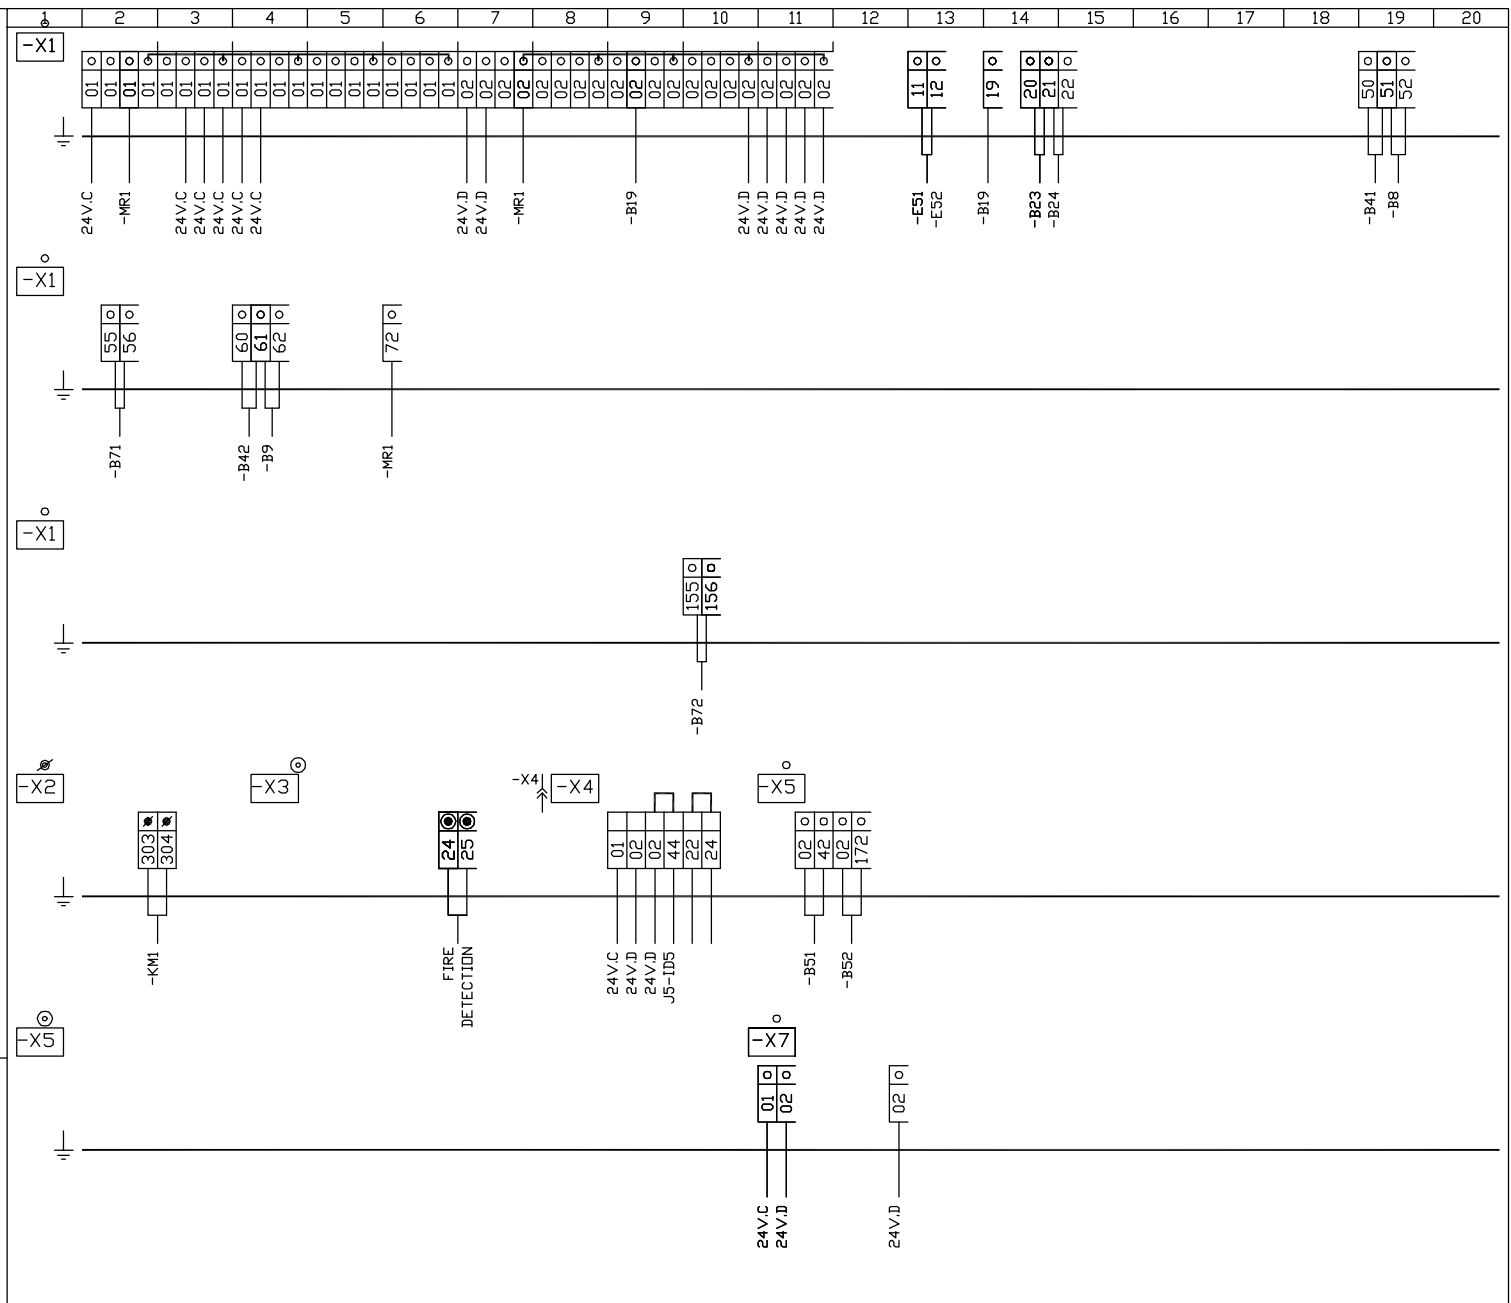 1 2 3 4 5 6 7 8 9 10 11 12 13 14 15 16 17 18 19 20
-X1
01 01 01 01 01 01 01 01 01 01 01 01 01 01 01 01 01 01 01 01 02 02 02 02 02 02 02 02 02 02 02 02 02 02 02 02 02 02 02 02 11 12 19 20 21 22 50 51 52
24V.C -MR1 24V.C 24V.C 24V.C 24V.C 24V.C 24V.D 24V.D -MR1 -B19 24V.D 24V.D 24V.D 24V.D 24V.D -E51 -E52 -B19 -B23 -B24 -B41 -B8
-X1
55 56 60 61 62 72
-B71 -B42 -B9 -MR1
-X1
155 156
-B72
-X2 -X3 -X4 -X4 -X5
303 304 24 25 01 02 02 44 22 24 02 42 02 172
-KM1 FIRE DETECTION 24V.C 24V.D 24V.D J5-ID5 -B51 -B52
-X5 -X7
01 02 02
24V.C 24V.D 24V.D